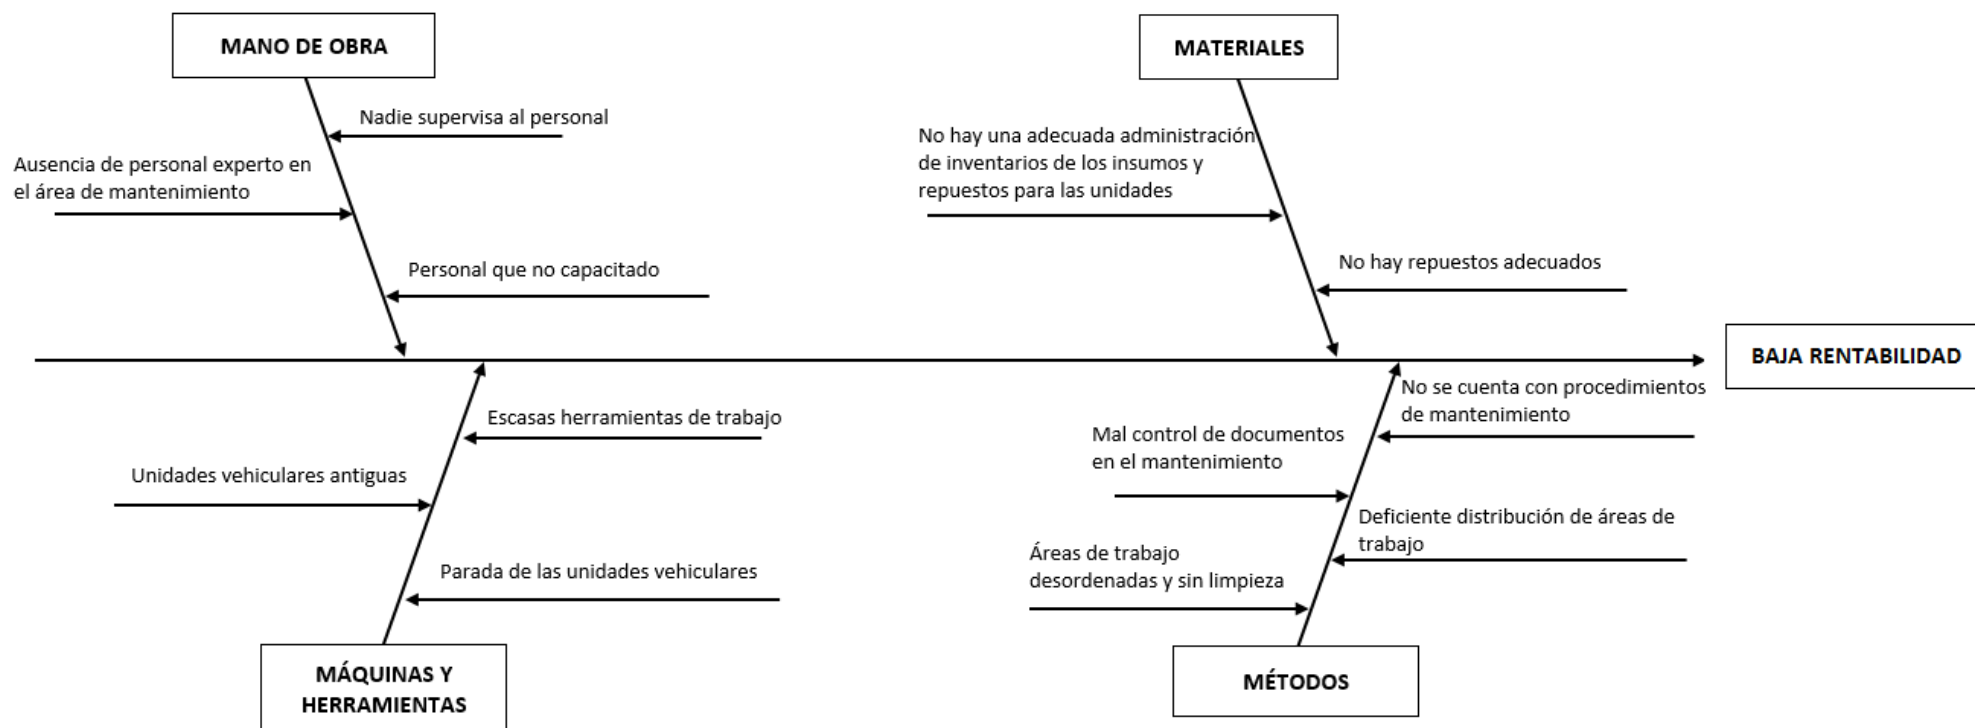 MANO DE OBRA
MATERIALES
Nadie supervisa al personal
Ausencia de personal experto en
el área de mantenimiento
Personal que no capacitado
No hay una adecuada administración
de inventarios de los insumos y
repuestos para las unidades
No hay repuestos adecuados
BAJA RENTABILIDAD
Escasas herramientas de trabajo
Unidades vehiculares antiguas
Parada de las unidades vehiculares
No se cuenta con procedimientos
de mantenimiento
Mal control de documentos
en el mantenimiento
Deficiente distribución de áreas de
trabajo
Áreas de trabajo
desordenadas y sin limpieza
MÁQUINAS Y
HERRAMIENTAS
MÉTODOS